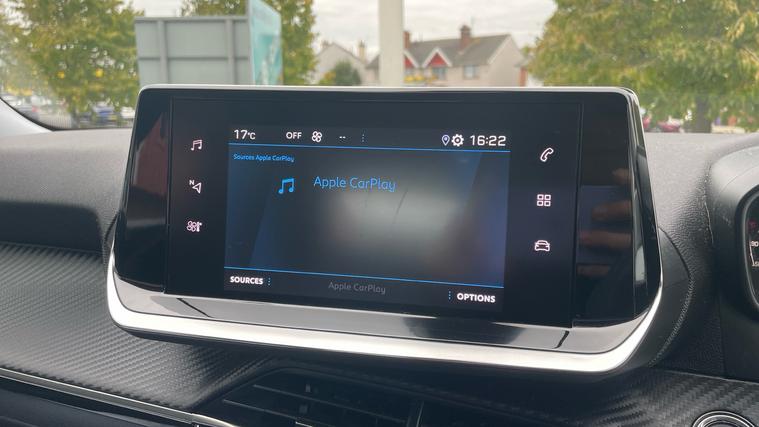 17°C OFF -- 16:22
Sources Apple CarPlay
Apple CarPlay
N
SOURCES
Apple CarPlay
OPTIONS